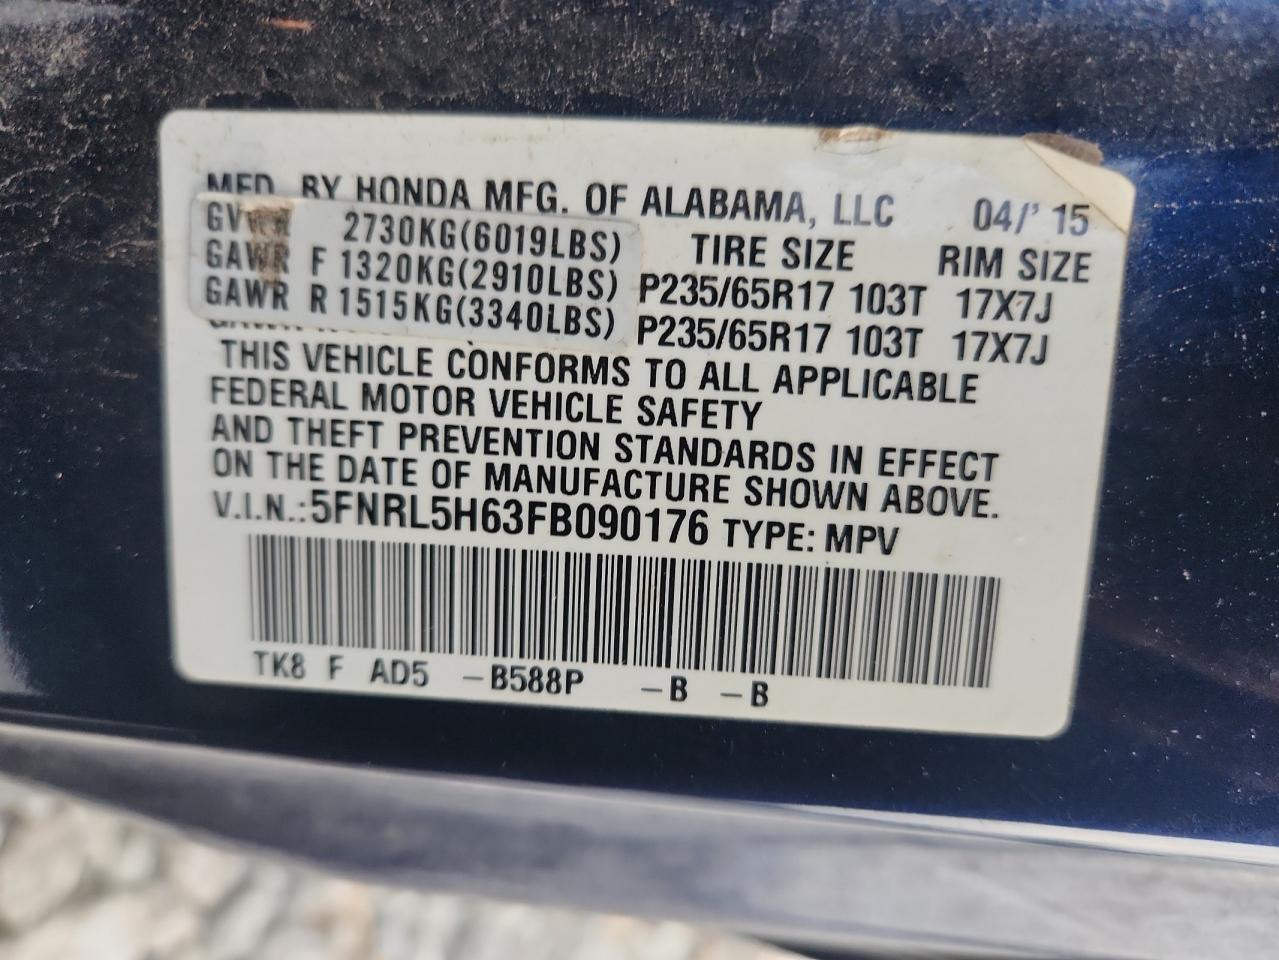 MFD. BY HONDA MFG. OF ALABAMA, LLC 04/'15
GVWR 2730KG(6019LBS) TIRE SIZE RIM SIZE
GAWR F 1320KG(2910LBS) P235/65R17 103T 17X7J
GAWR R 1515KG(3340LBS) P235/65R17 103T 17X7J
THIS VEHICLE CONFORMS TO ALL APPLICABLE
FEDERAL MOTOR VEHICLE SAFETY
AND THEFT PREVENTION STANDARDS IN EFFECT
ON THE DATE OF MANUFACTURE SHOWN ABOVE.
V.I.N.:5FNRL5H63FB090176 TYPE: MPV
TK8 F AD5 -B588P -B -B